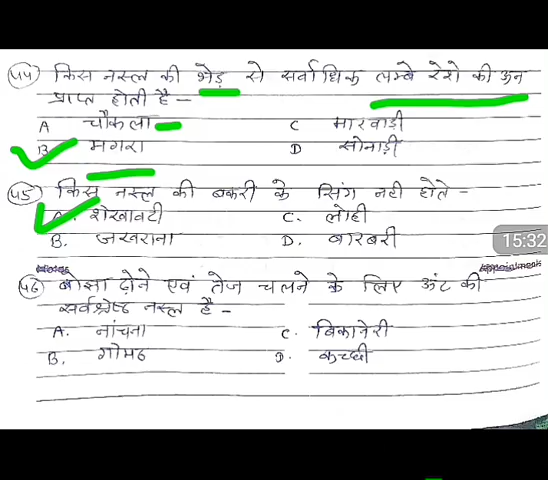 44 किस नस्ल की भेड़ से सर्वाधिक लम्बे रेशे की ऊन
प्राप्त होती है -
A चौकला C मारवाड़ी
B मगरा D सोनाड़ी
45 किस नस्ल की बकरी के सिंग नही होते -
A. शेखावटी C. लोही
B. जखराना D. बारबरी
15:32
46 बोझा ढोने एवं तेज चलने के लिए ऊंट की
सर्वश्रेष्ठ नस्ल है -
A. नाचना C. बिकानेरी
B. गोमठ D. कच्छी